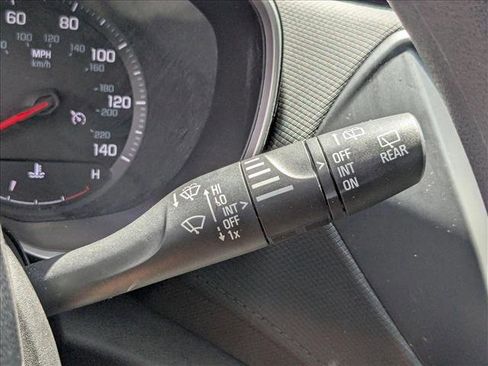 60 80
100 120 140
MPH 100
km/h 160
120
180
200
220
140
H
HI
LO
INT
OFF
1x
OFF
INT
ON
REAR